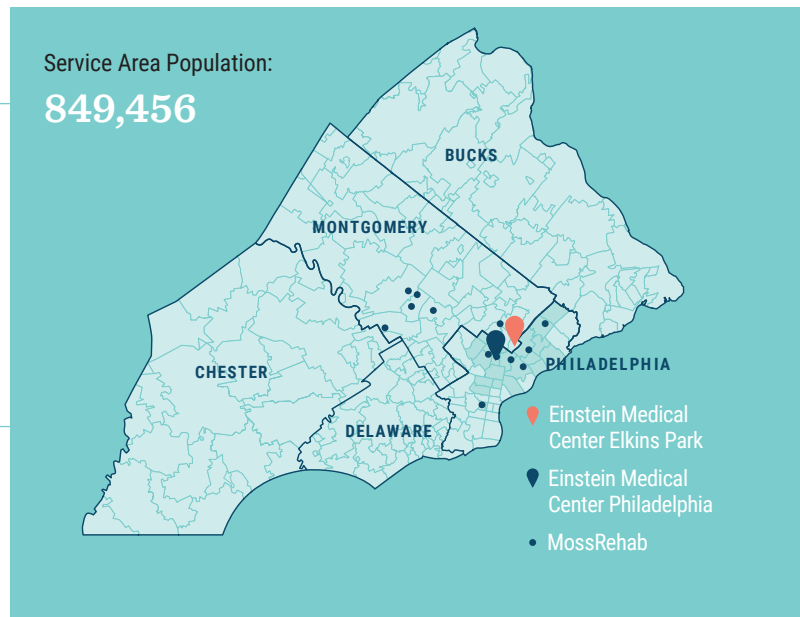 Service Area Population:
849,456
BUCKS
MONTGOMERY
CHESTER
PHILADELPHIA
DELAWARE
Einstein Medical
Center Elkins Park
Einstein Medical
Center Philadelphia
MossRehab